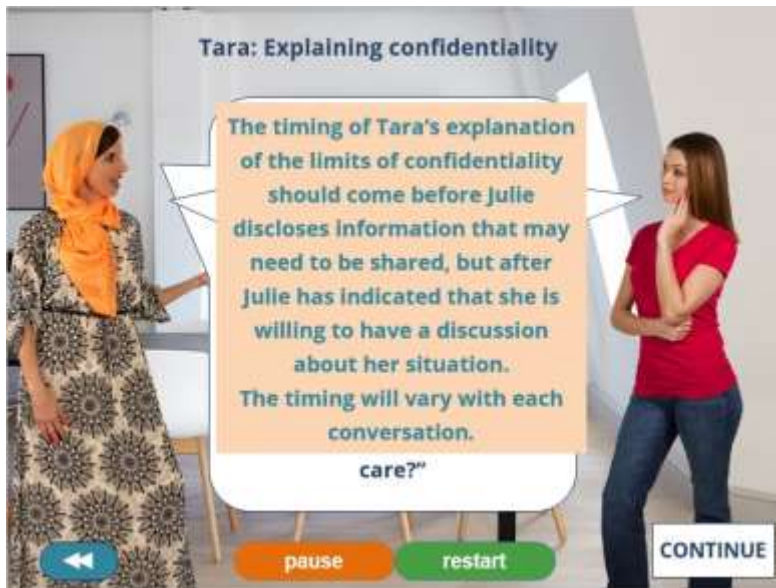 Tara: Explaining confidentiality
The timing of Tara's explanation
of the limits of confidentiality
should come before Julie
discloses information that may
need to be shared, but after
Julie has indicated that she is
willing to have a discussion
about her situation.
The timing will vary with each
conversation.
care?”
pause
restart
CONTINUE